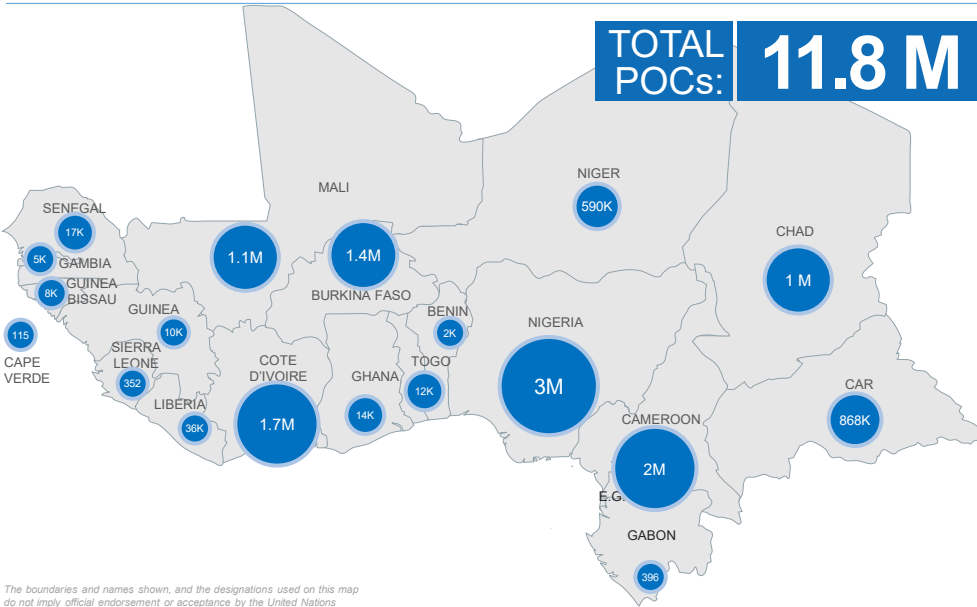 TOTAL
POCs:
11.8 M
MALI
NIGER
590K
SENEGAL
17K
CHAD
1.1M
1.4M
5K
GAMBIA
1 M
8K
GUINEA
BISSAU
BURKINA FASO
GUINEA
10K
BENIN
2K
NIGERIA
115
CAPE
VERDE
SIERRA
LEONE
352
COTE
D'IVOIRE
GHANA
TOGO
12K
3M
CAR
868K
LIBERIA
36K
1.7M
14K
CAMEROON
2M
E.G.
GABON
396
The boundaries and names shown, and the designations used on this map
do not imply official endorsement or acceptance by the United Nations